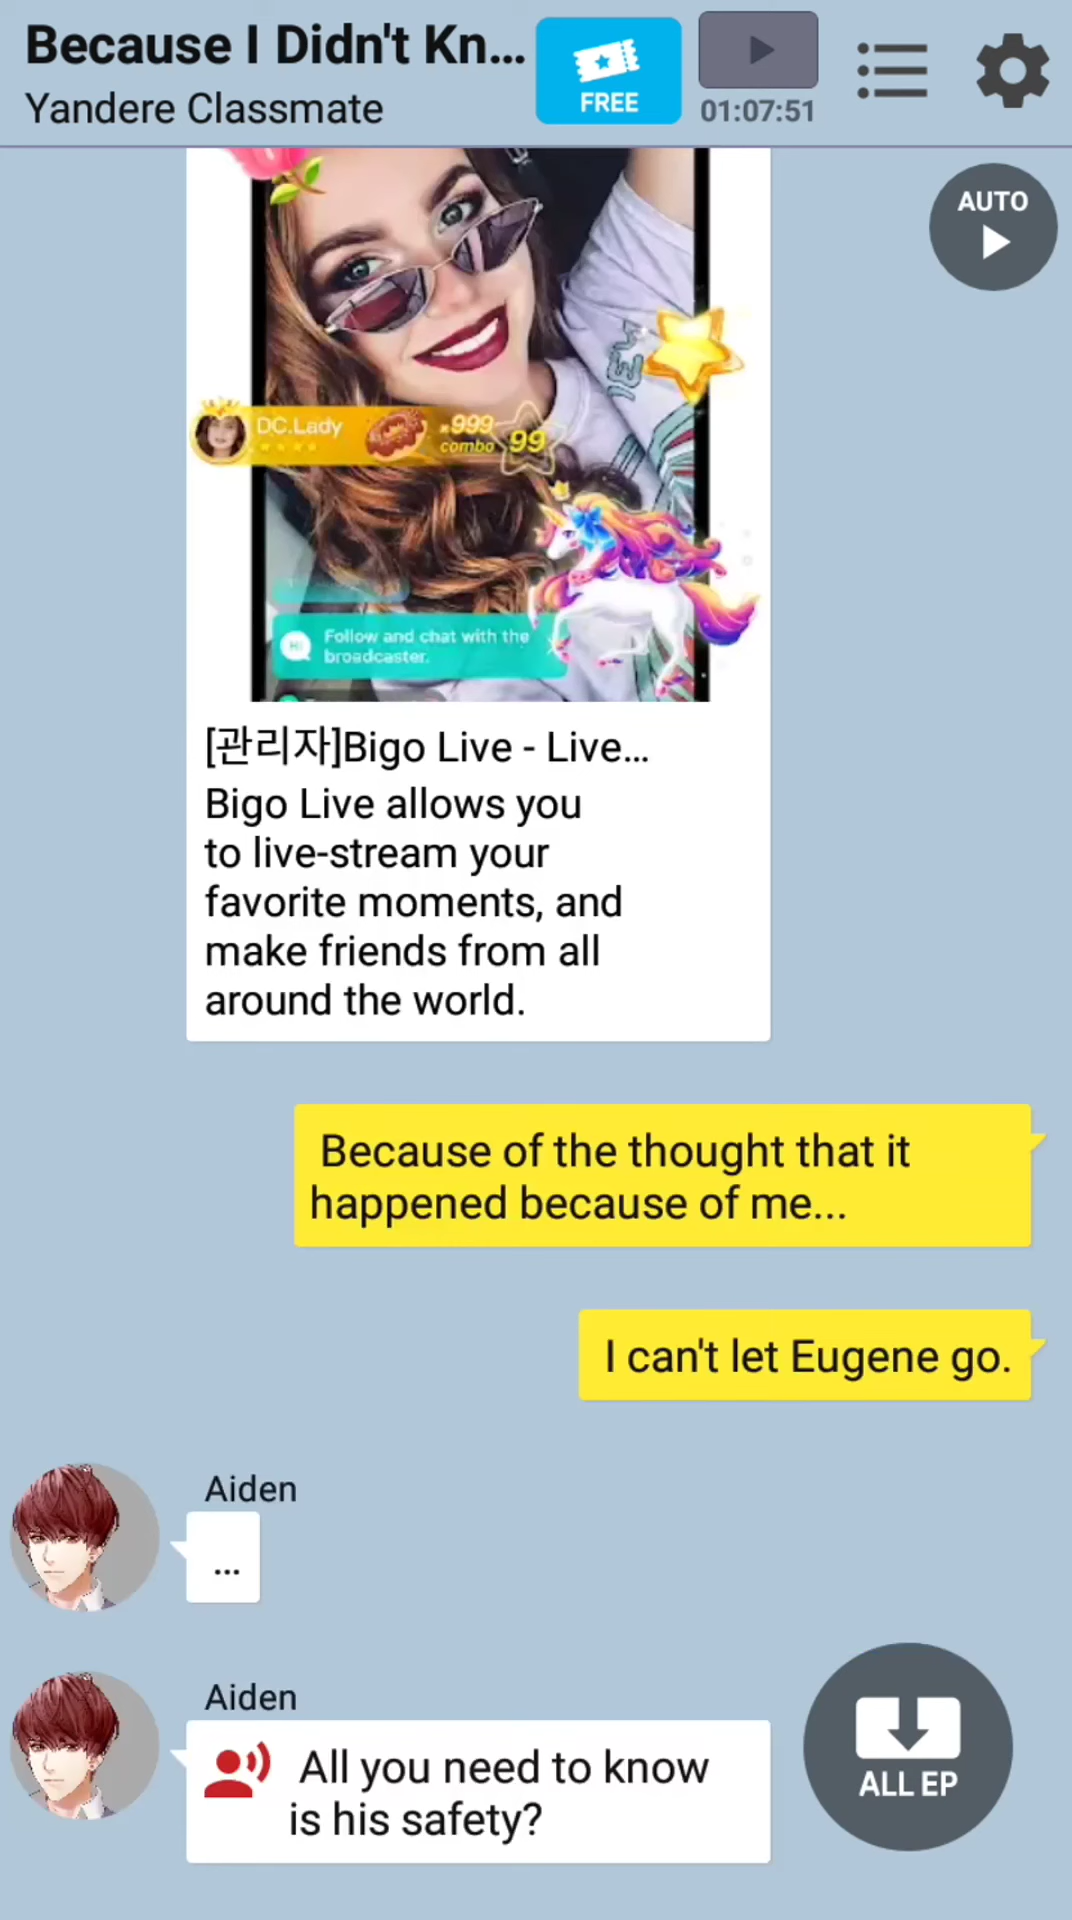 Because I Didn't Kn...
Yandere Classmate
FREE
01:07:51
AUTO
DC.Lady
x999
combo
99
Hi
Follow and chat with the
broadcaster.
[관리자]Bigo Live - Live...
Bigo Live allows you
to live-stream your
favorite moments, and
make friends from all
around the world.
Because of the thought that it
happened because of me...
I can't let Eugene go.
Aiden
...
Aiden
All you need to know
is his safety?
ALL EP